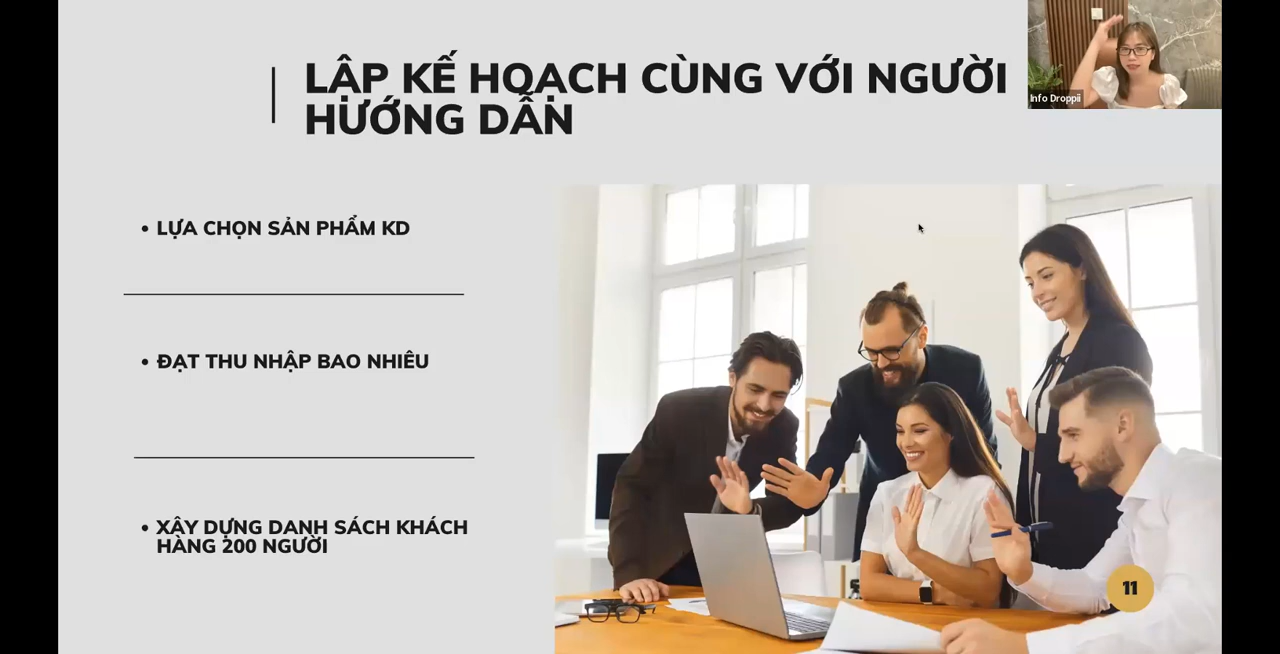 LẬP KẾ HOẠCH CÙNG VỚI NGƯỜI
HƯỚNG DẪN
Info Droppii
• LỰA CHỌN SẢN PHẨM KD
• ĐẠT THU NHẬP BAO NHIÊU
• XÂY DỰNG DANH SÁCH KHÁCH
HÀNG 200 NGƯỜI
11